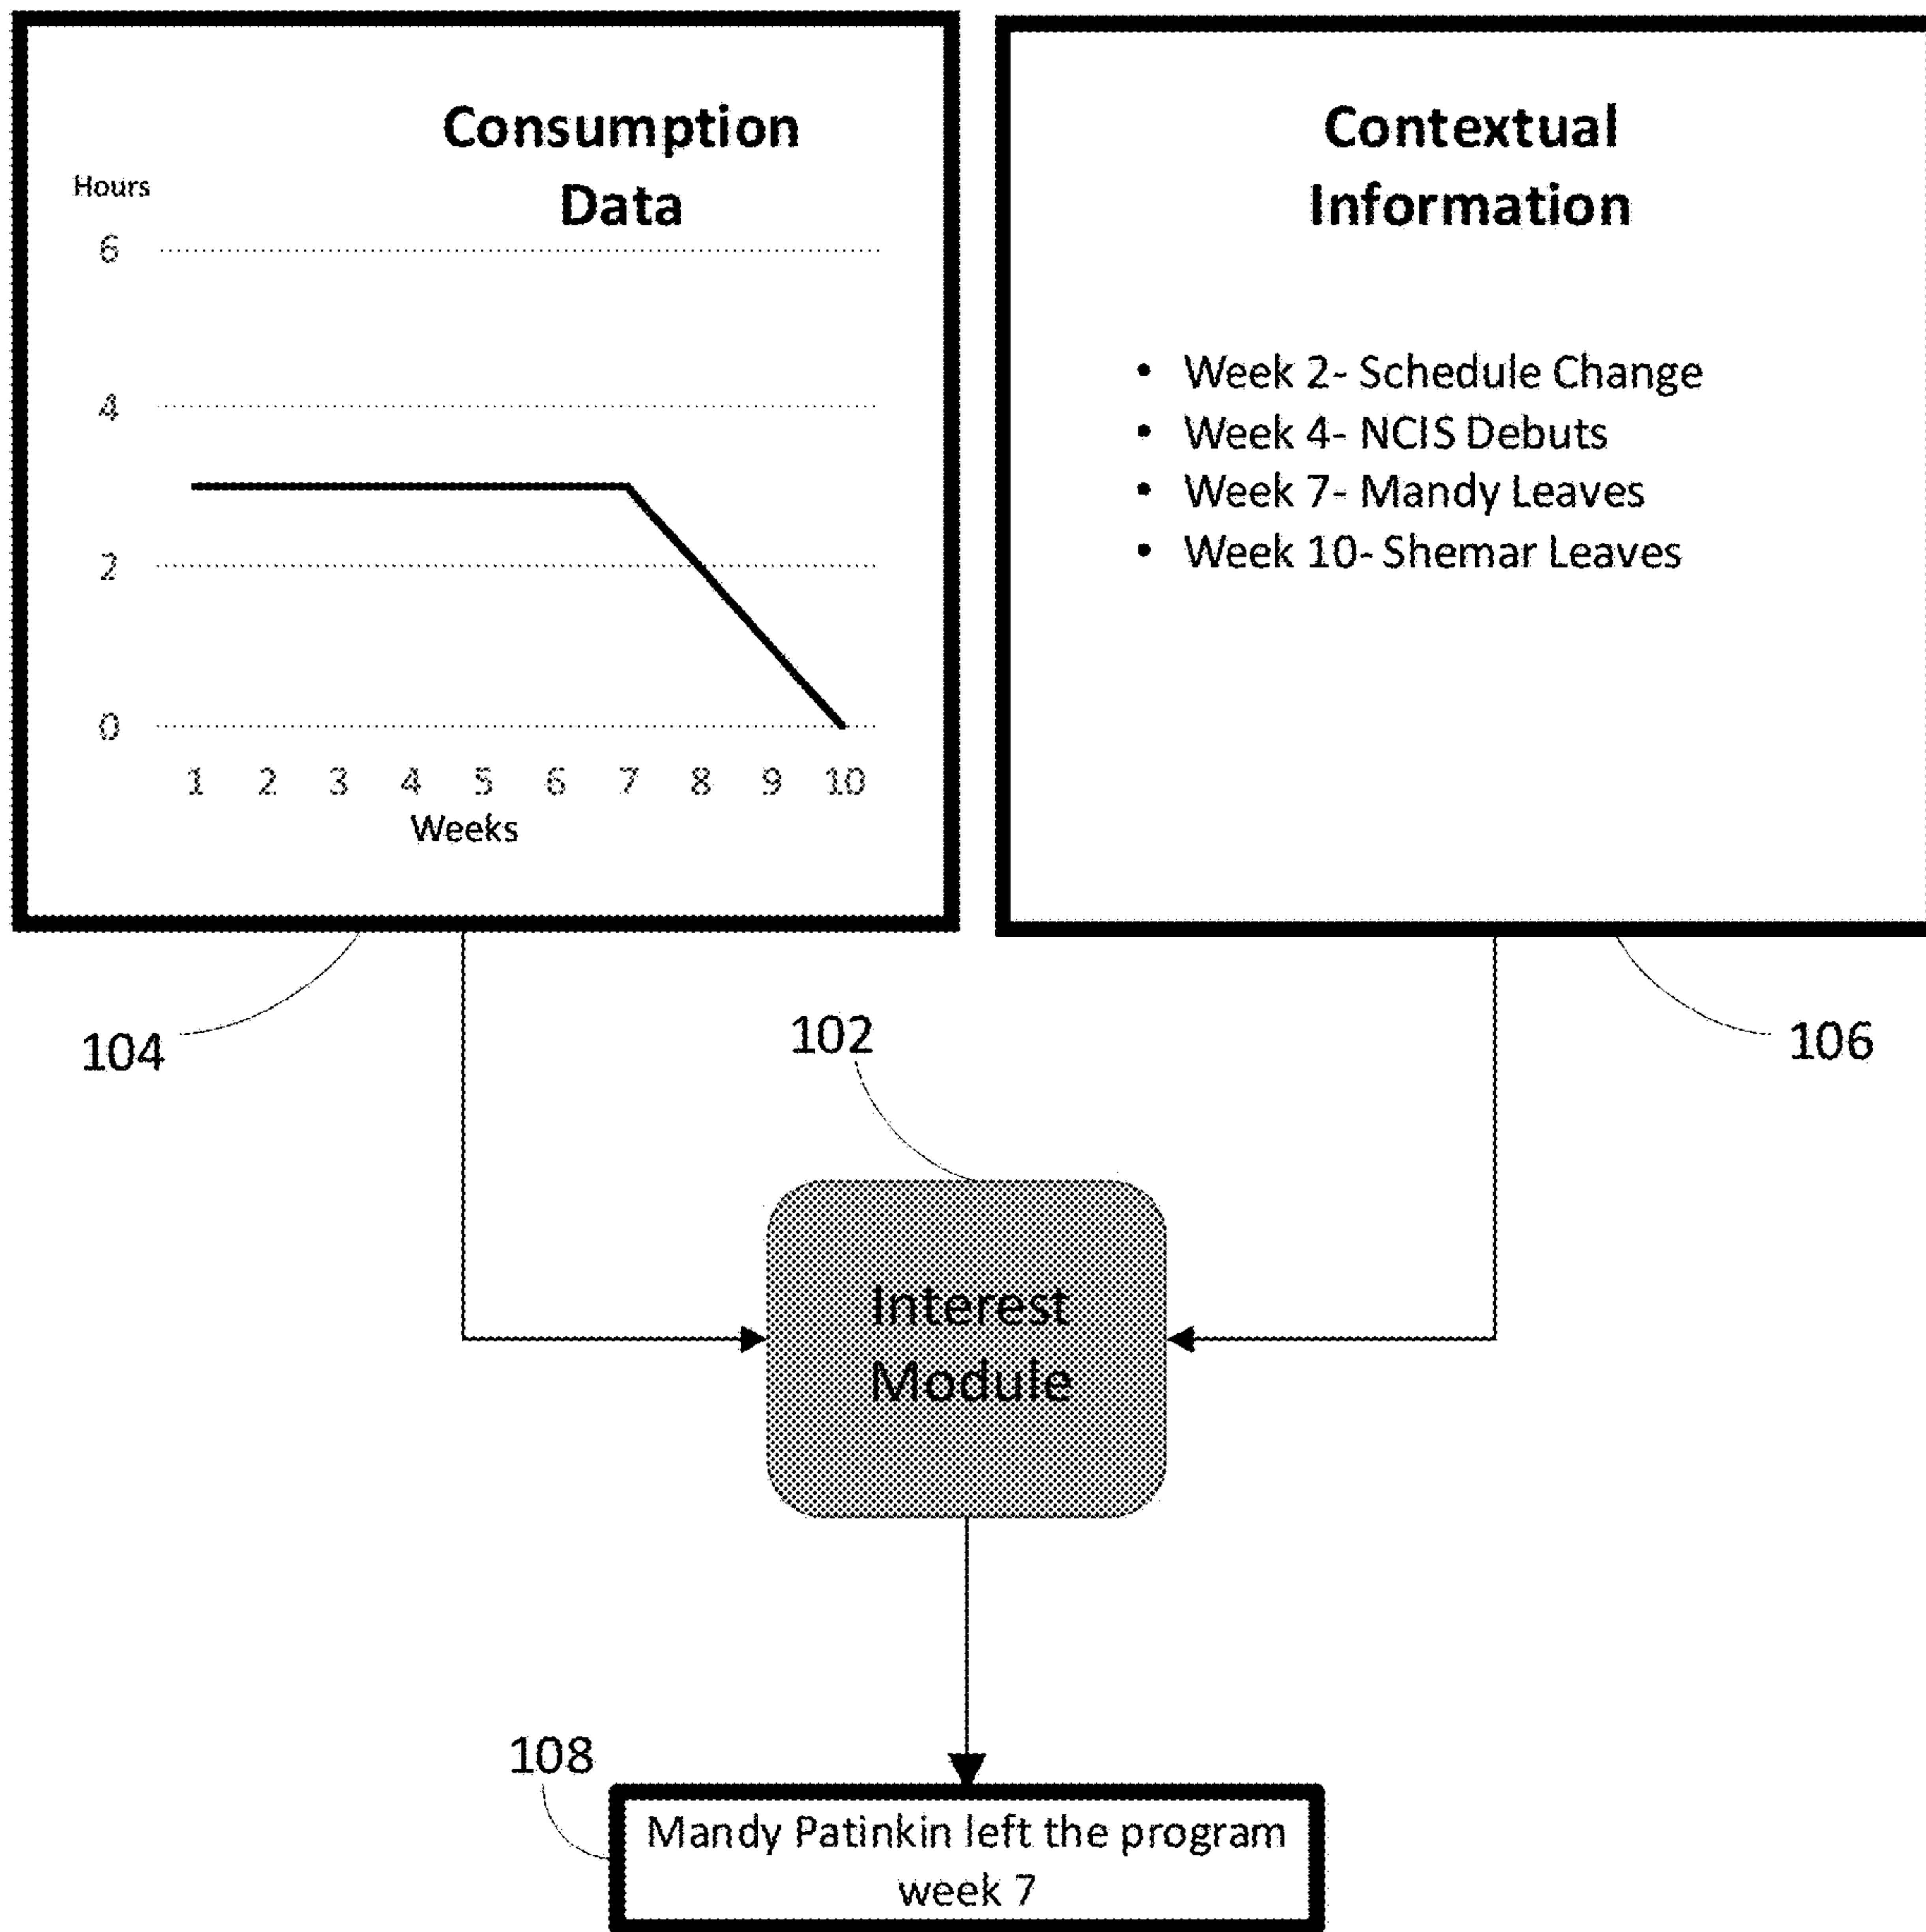 Consumption
Data
Hours
6
4
2
0
1 2 3 4 5 6 7 8 9 10
Weeks
Contextual
Information
• Week 2- Schedule Change
• Week 4- NCIS Debuts
• Week 7- Mandy Leaves
• Week 10- Shemar Leaves
104
102
106
Interest
Module
108
Mandy Patinkin left the program
week 7